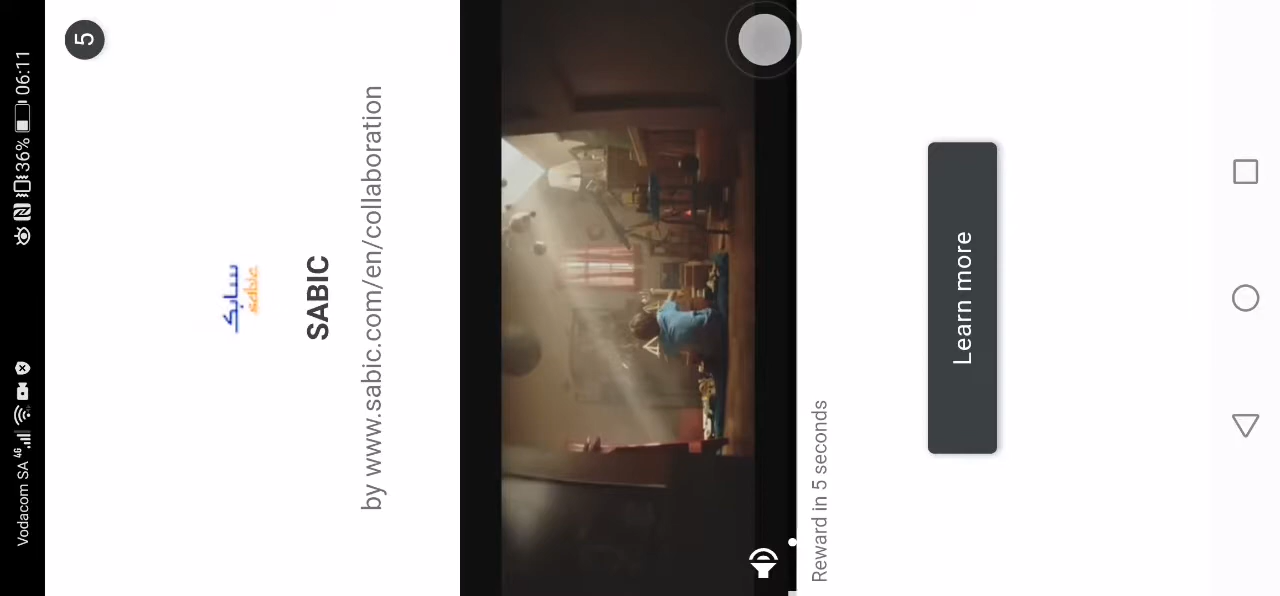 Vodacom SA 4G 36% 06:11
5
سابك
sabic
SABIC
by www.sabic.com/en/collaboration
Reward in 5 seconds
Learn more